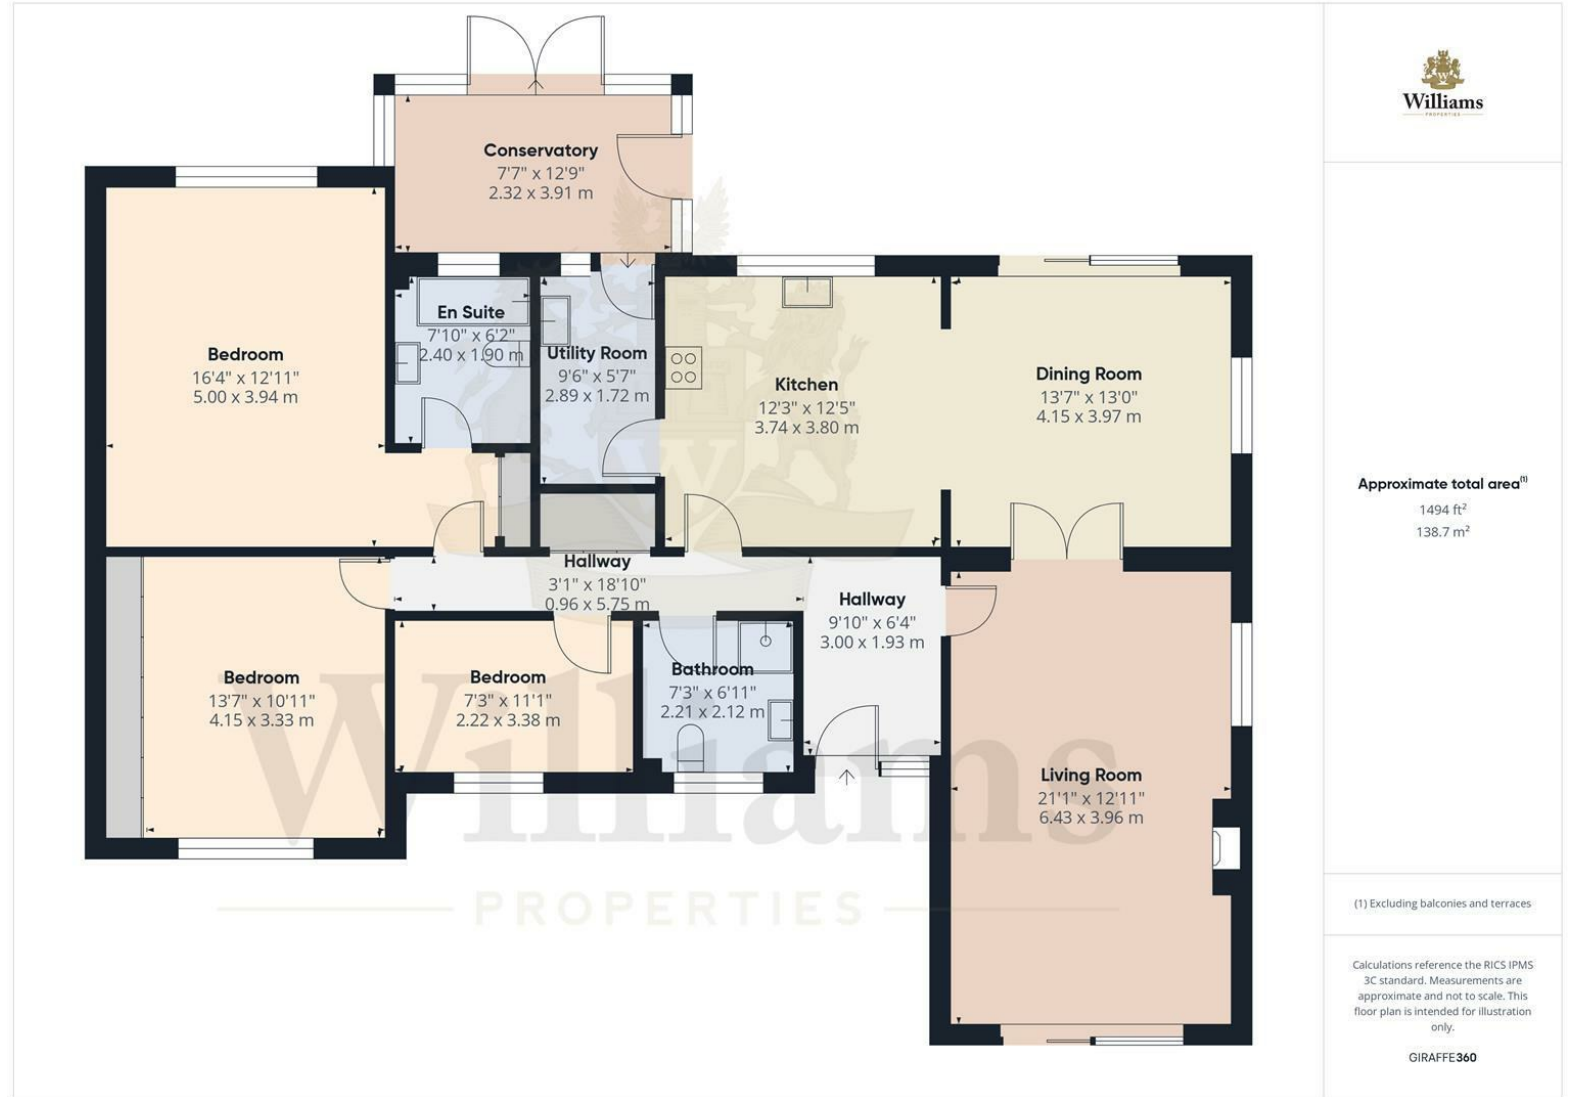 Conservatory
7'7" x 12'9"
2.32 x 3.91 m
En Suite
7'10" x 6'2"
2.40 x 1.90 m
Utility Room
9'6" x 5'7"
2.89 x 1.72 m
Bedroom
16'4" x 12'11"
5.00 x 3.94 m
Kitchen
12'3" x 12'5"
3.74 x 3.80 m
Dining Room
13'7" x 13'0"
4.15 x 3.97 m
Hallway
3'1" x 18'10"
0.96 x 5.75 m
Hallway
9'10" x 6'4"
3.00 x 1.93 m
Bedroom
13'7" x 10'11"
4.15 x 3.33 m
Bedroom
7'3" x 11'1"
2.22 x 3.38 m
Bathroom
7'3" x 6'11"
2.21 x 2.12 m
Living Room
21'1" x 12'11"
6.43 x 3.96 m
W
Williams
PROPERTIES
W
Williams
PROPERTIES
Approximate total area(1)
1494 ft²
138.7 m²
(1) Excluding balconies and terraces
Calculations reference the RICS IPMS
3C standard. Measurements are
approximate and not to scale. This
floor plan is intended for illustration
only.
GIRAFFE360